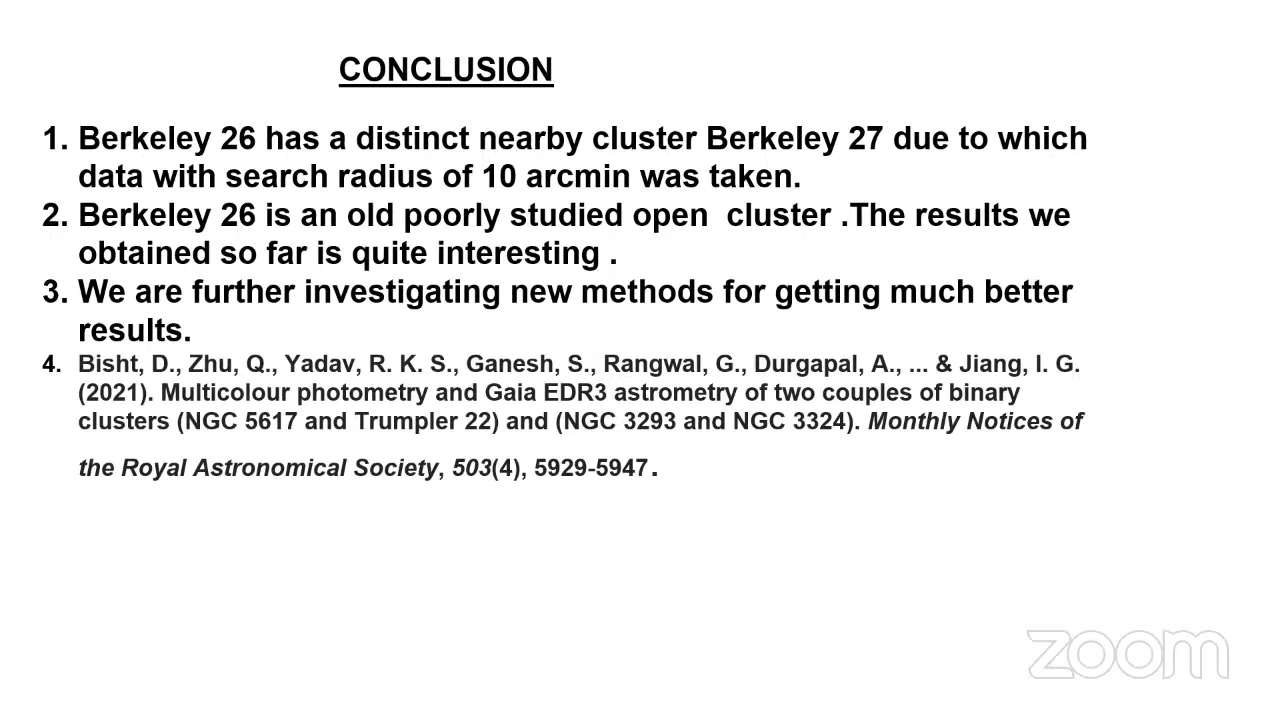 CONCLUSION
1. Berkeley 26 has a distinct nearby cluster Berkeley 27 due to which
data with search radius of 10 arcmin was taken.
2. Berkeley 26 is an old poorly studied open  cluster .The results we
obtained so far is quite interesting .
3. We are further investigating new methods for getting much better
results.
4. Bisht, D., Zhu, Q., Yadav, R. K. S., Ganesh, S., Rangwal, G., Durgapal, A., ... & Jiang, I. G.
(2021). Multicolour photometry and Gaia EDR3 astrometry of two couples of binary
clusters (NGC 5617 and Trumpler 22) and (NGC 3293 and NGC 3324). Monthly Notices of
the Royal Astronomical Society, 503(4), 5929-5947.
zoom